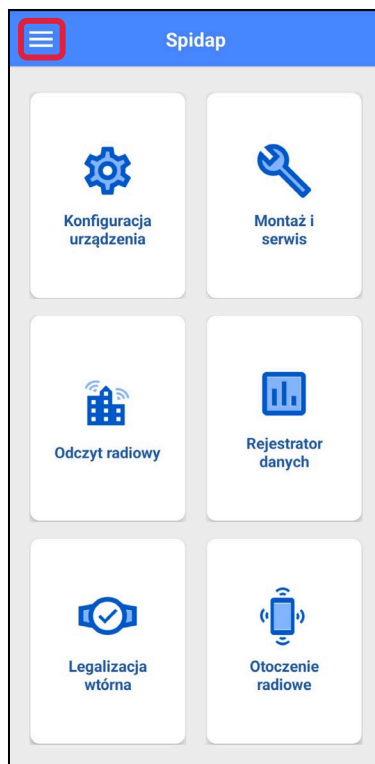 Spidap
Konfiguracja
urządzenia
Montaż i
serwis
Odczyt radiowy
Rejestrator
danych
Legalizacja
wtórna
Otoczenie
radiowe